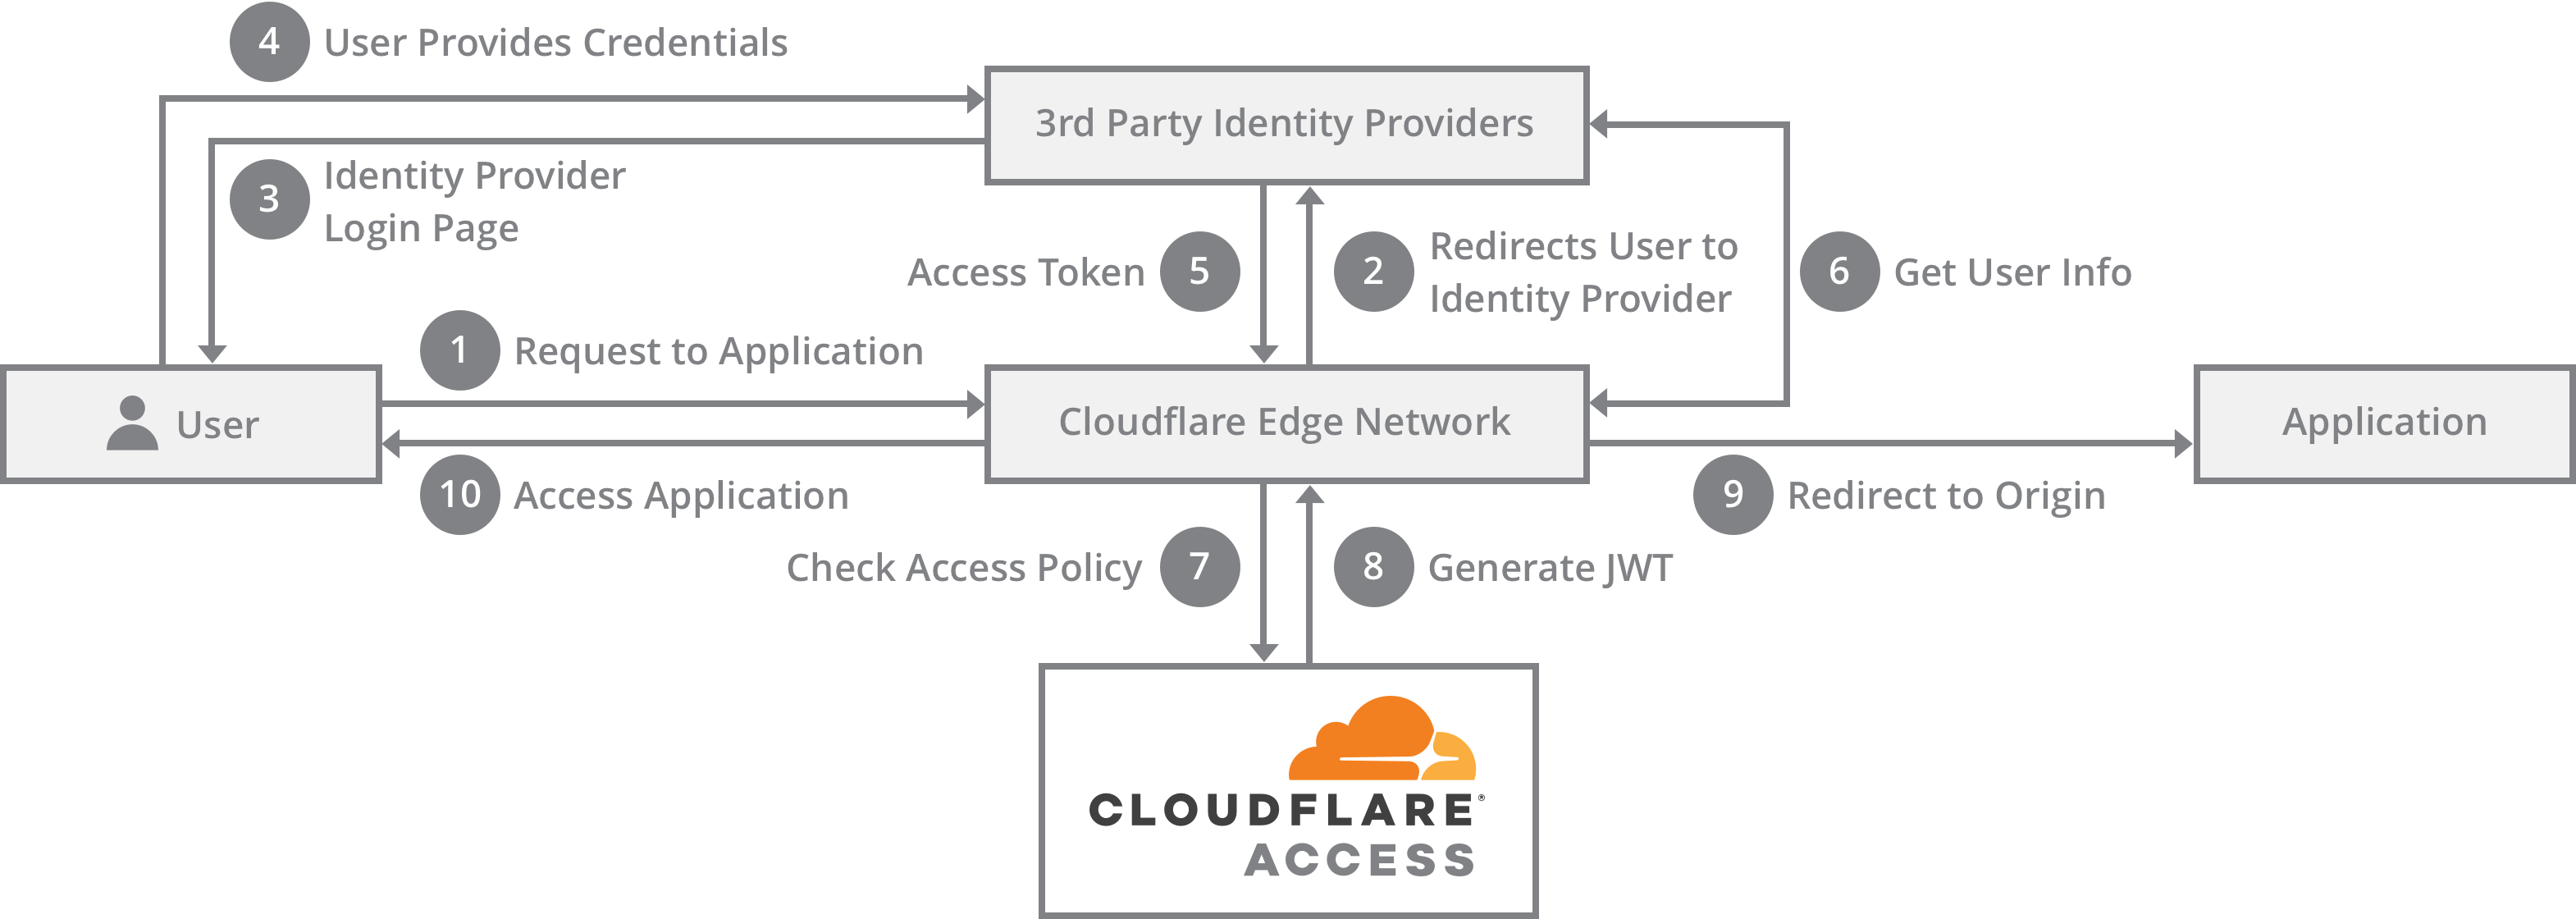 4 User Provides Credentials
3rd Party Identity Providers
3 Identity Provider
Login Page
Access Token 5
2 Redirects User to
Identity Provider
6 Get User Info
1 Request to Application
User
Cloudflare Edge Network
Application
10 Access Application
9 Redirect to Origin
Check Access Policy 7
8 Generate JWT
CLOUDFLARE®
ACCESS